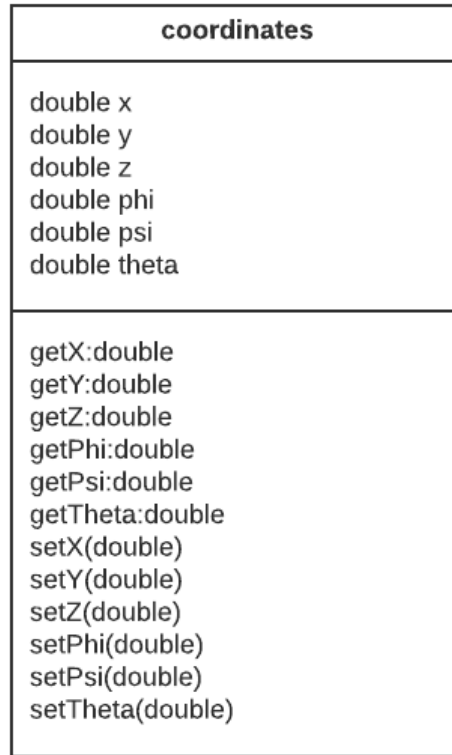 coordinates
double x
double y
double z
double phi
double psi
double theta
getX:double
getY:double
getZ:double
getPhi:double
getPsi:double
getTheta:double
setX(double)
setY(double)
setZ(double)
setPhi(double)
setPsi(double)
setTheta(double)